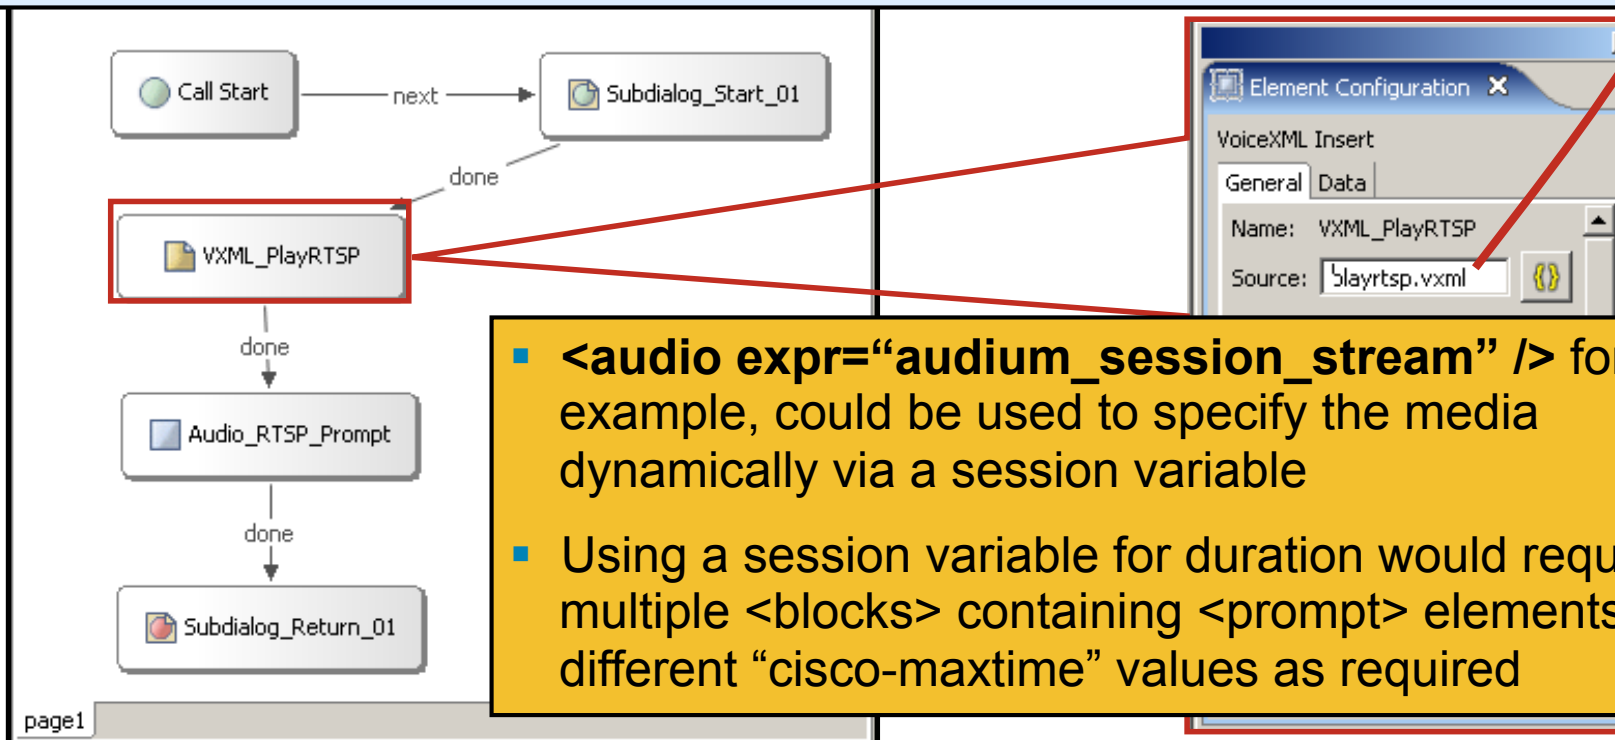 Call Start
next
Subdialog_Start_01
done
VXML_PlayRTSP
done
Audio_RTSP_Prompt
done
Subdialog_Return_01
page1
Element Configuration
VoiceXML Insert
General Data
Name: VXML_PlayRTSP
Source: playrtsp.vxml
<audio expr=“audium_session_stream” /> for
example, could be used to specify the media
dynamically via a session variable
Using a session variable for duration would requ
multiple <blocks> containing <prompt> elements
different “cisco-maxtime” values as required